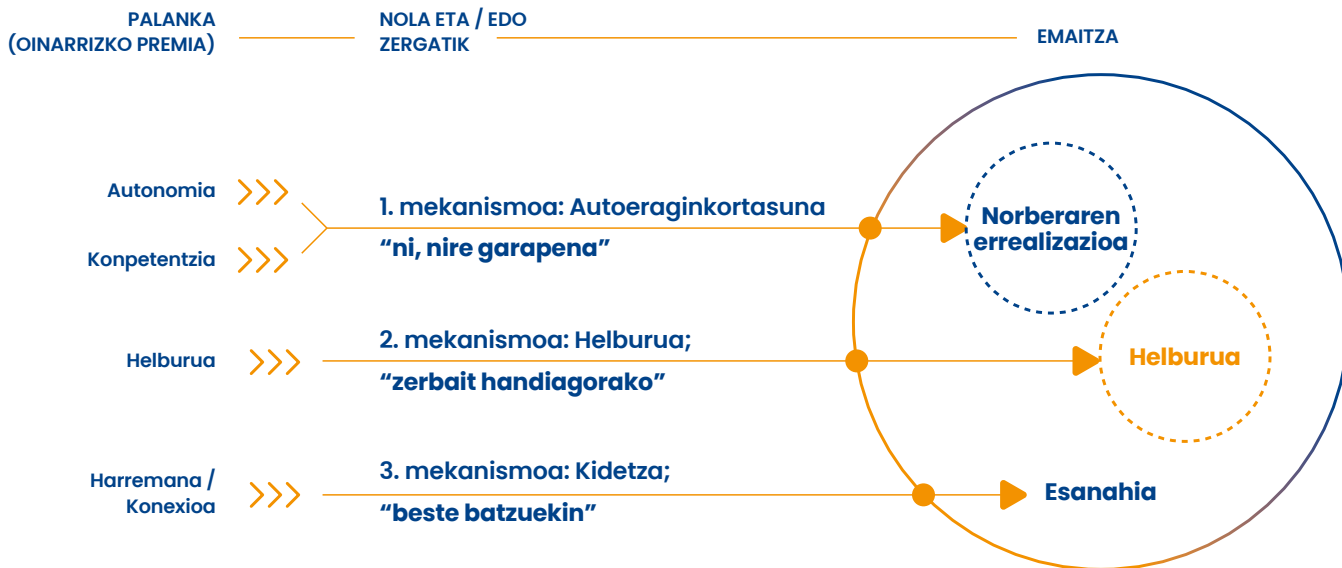 PALANKA
(OINARRIZKO PREMIA)
NOLA ETA / EDO
ZERGATIK
EMAITZA
Autonomia
Konpetentzia
1. mekanismoa: Autoeraginkortasuna
“ni, nire garapena”
Norberaren
errealizazioa
Helburua
2. mekanismoa: Helburua;
“zerbait handiagorako”
Helburua
Harremana /
Konexioa
3. mekanismoa: Kidetza;
“beste batzuekin”
Esanahia